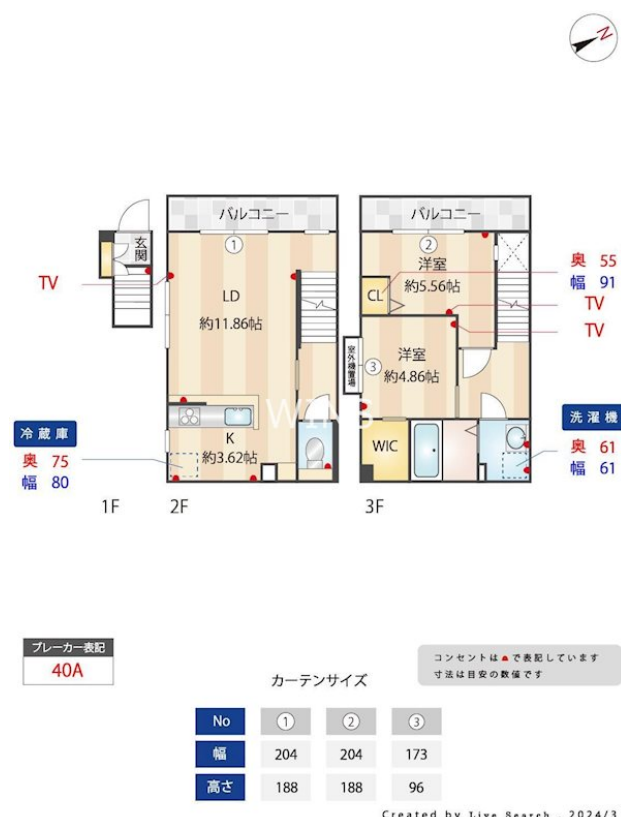 N
バルコニー
バルコニー
玄関
①
②
洋室
約5.56帖
奥 55
幅 91
TV
LD
約11.86帖
CL
TV
TV
室外機置場
③
洋室
約4.86帖
WINS
冷蔵庫
奥 75
幅 80
K
約3.62帖
WIC
洗濯機
奥 61
幅 61
1F
2F
3F
ブレーカー表記
40A
コンセントは▲で表記しています
寸法は目安の数値です
カーテンサイズ
No ① ② ③
幅 204 204 173
高さ 188 188 96
Created by Live Search 2024/3